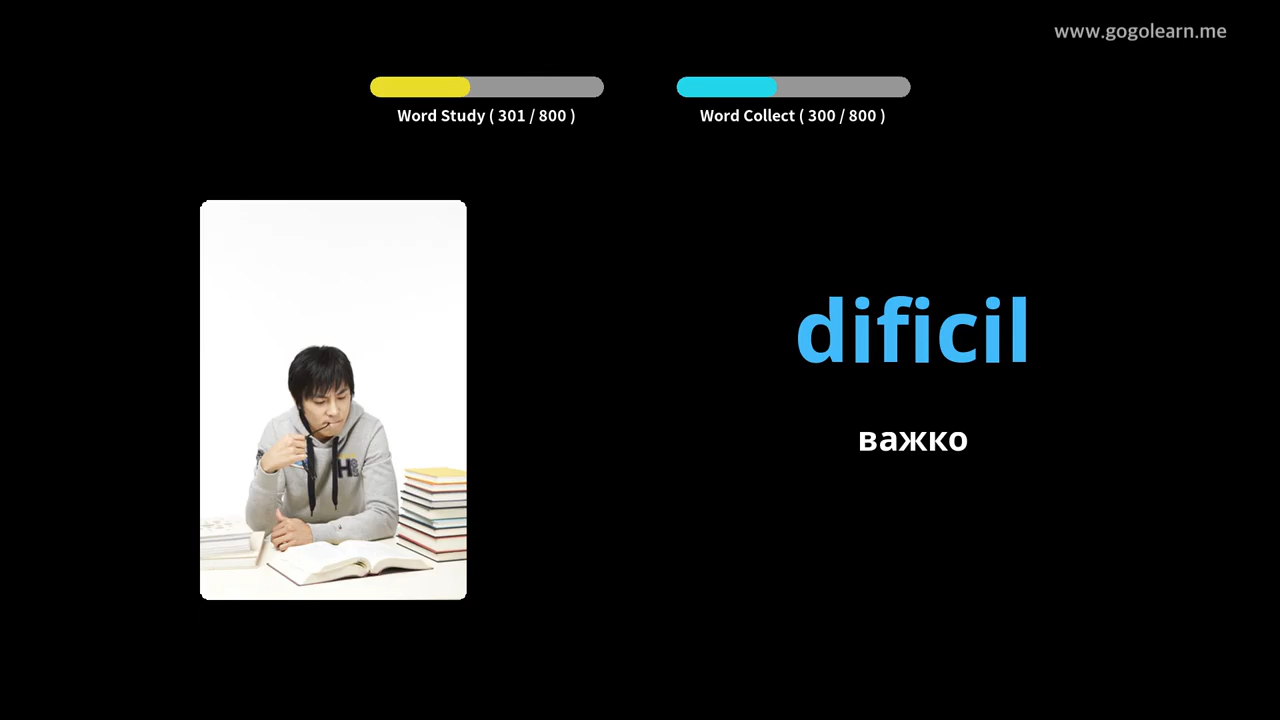 www.gogolearn.me
Word Study ( 301 / 800 )
Word Collect ( 300 / 800 )
dificil
важко
H